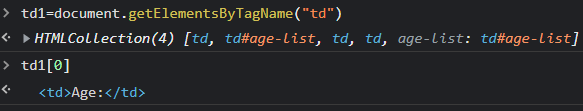 > td1=document.getElementsByTagName("td")
<· ▶ HTMLCollection(4) [td, td#age-list, td, td, age-list: td#age-list]
> td1[0]
<· <td>Age:</td>